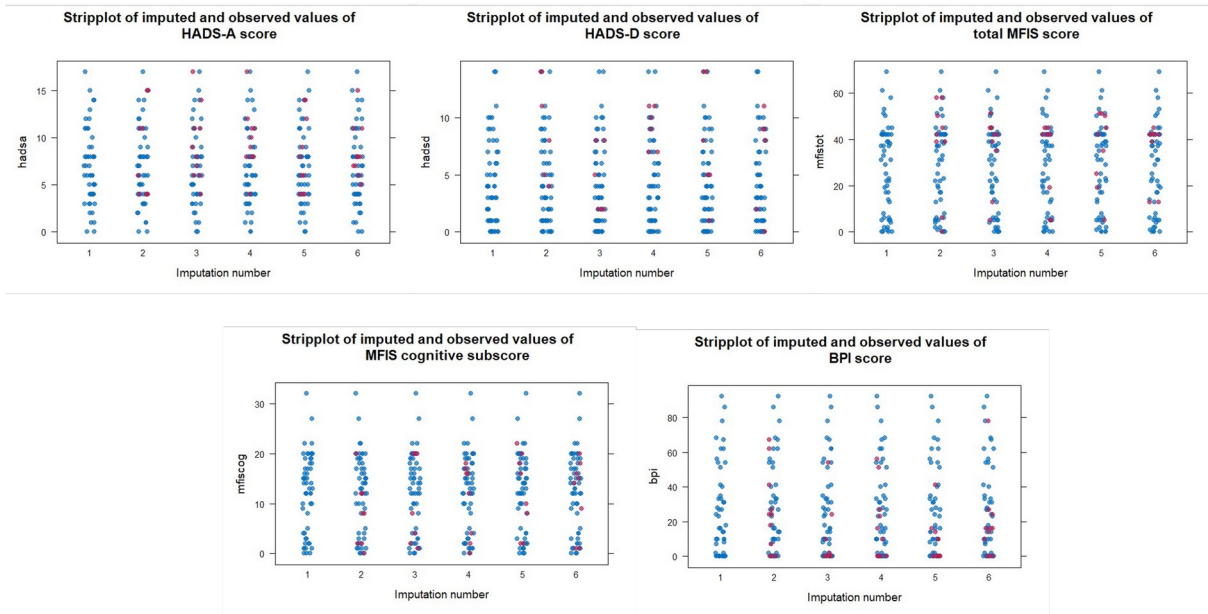 Stripplot of imputed and observed values of
HADS-A score
hadsa
15
10
5
0
1 2 3 4 5 6
Imputation number
Stripplot of imputed and observed values of
HADS-D score
hadsd
10
5
0
1 2 3 4 5 6
Imputation number
Stripplot of imputed and observed values of
total MFIS score
mfistot
60
40
20
0
1 2 3 4 5 6
Imputation number
Stripplot of imputed and observed values of
MFIS cognitive subscore
mfiscog
30
20
10
0
1 2 3 4 5 6
Imputation number
Stripplot of imputed and observed values of
BPI score
bpi
80
60
40
20
0
1 2 3 4 5 6
Imputation number